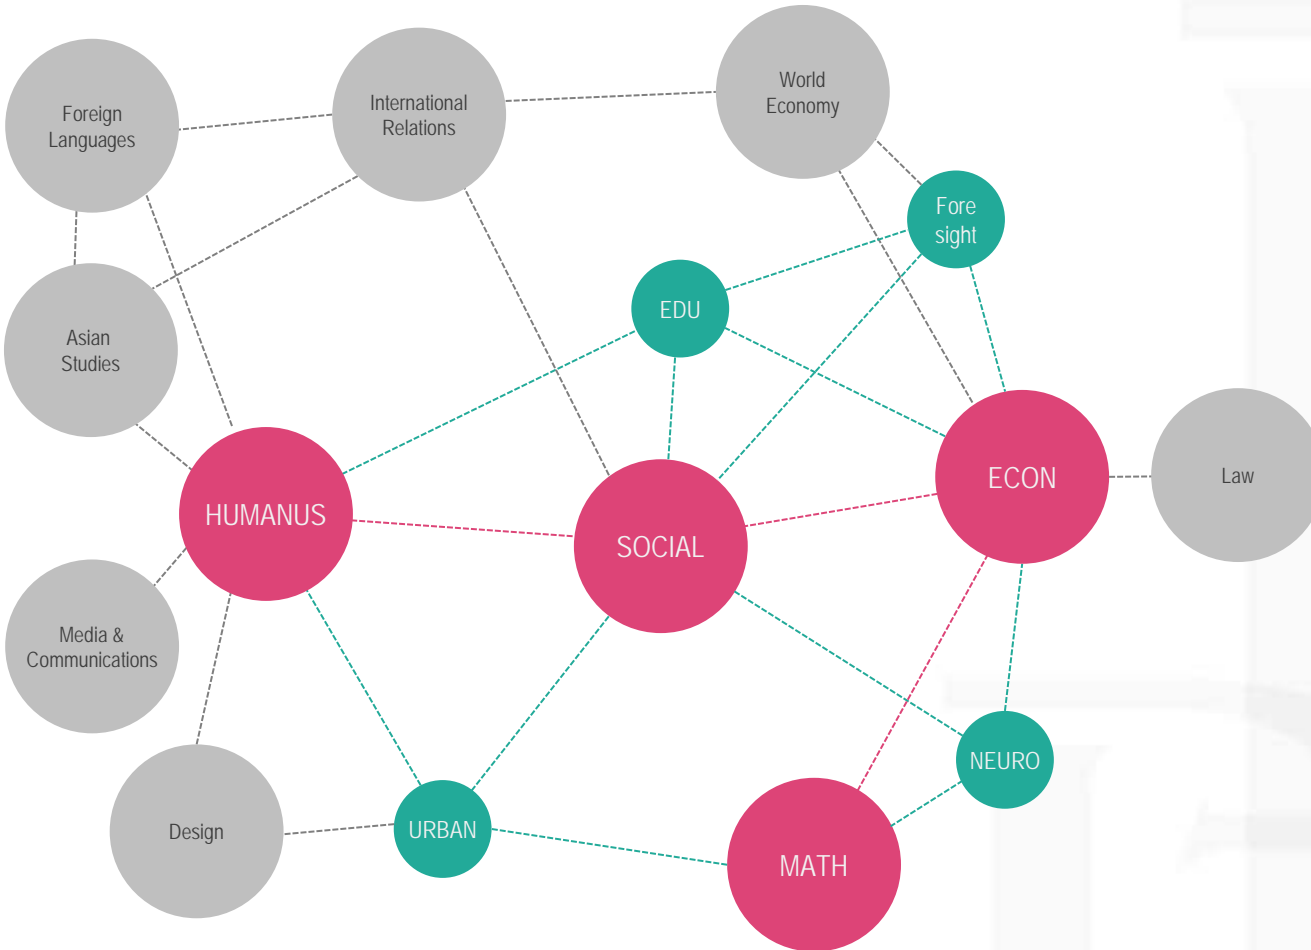 World
Economy
International
Relations
Foreign
Languages
Fore
sight
EDU
Asian
Studies
ECON
Law
HUMANUS
SOCIAL
Media &
Communications
NEURO
Design
URBAN
MATH